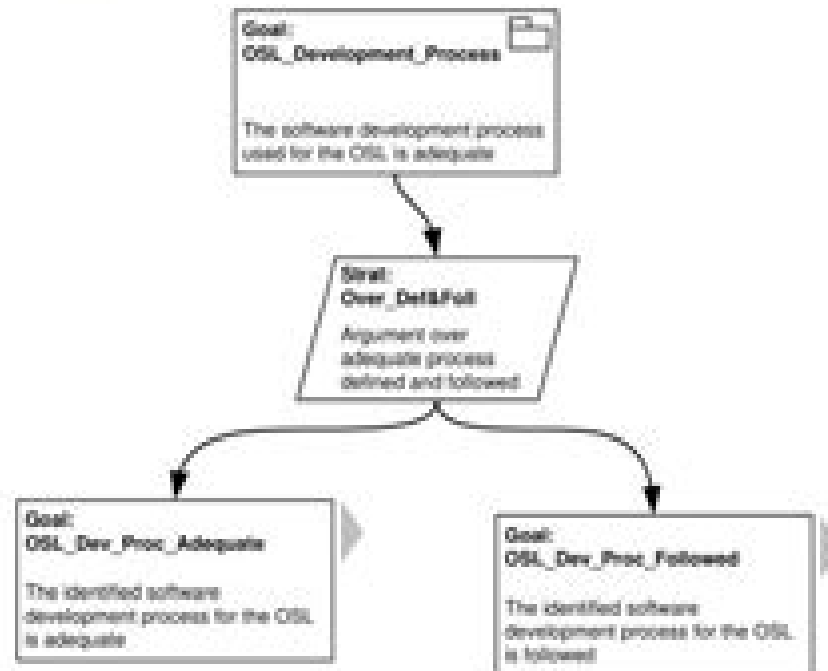 Goal:
OSL_Development_Process
The software development process
used for the OSL is adequate
Strat:
Over_Def&Foll
Argument over
adequate process
defined and followed
Goal:
OSL_Dev_Proc_Adequate
The identified software
development process for the OSL
is adequate
Goal:
OSL_Dev_Proc_Followed
The identified software
development process for the OSL
is followed